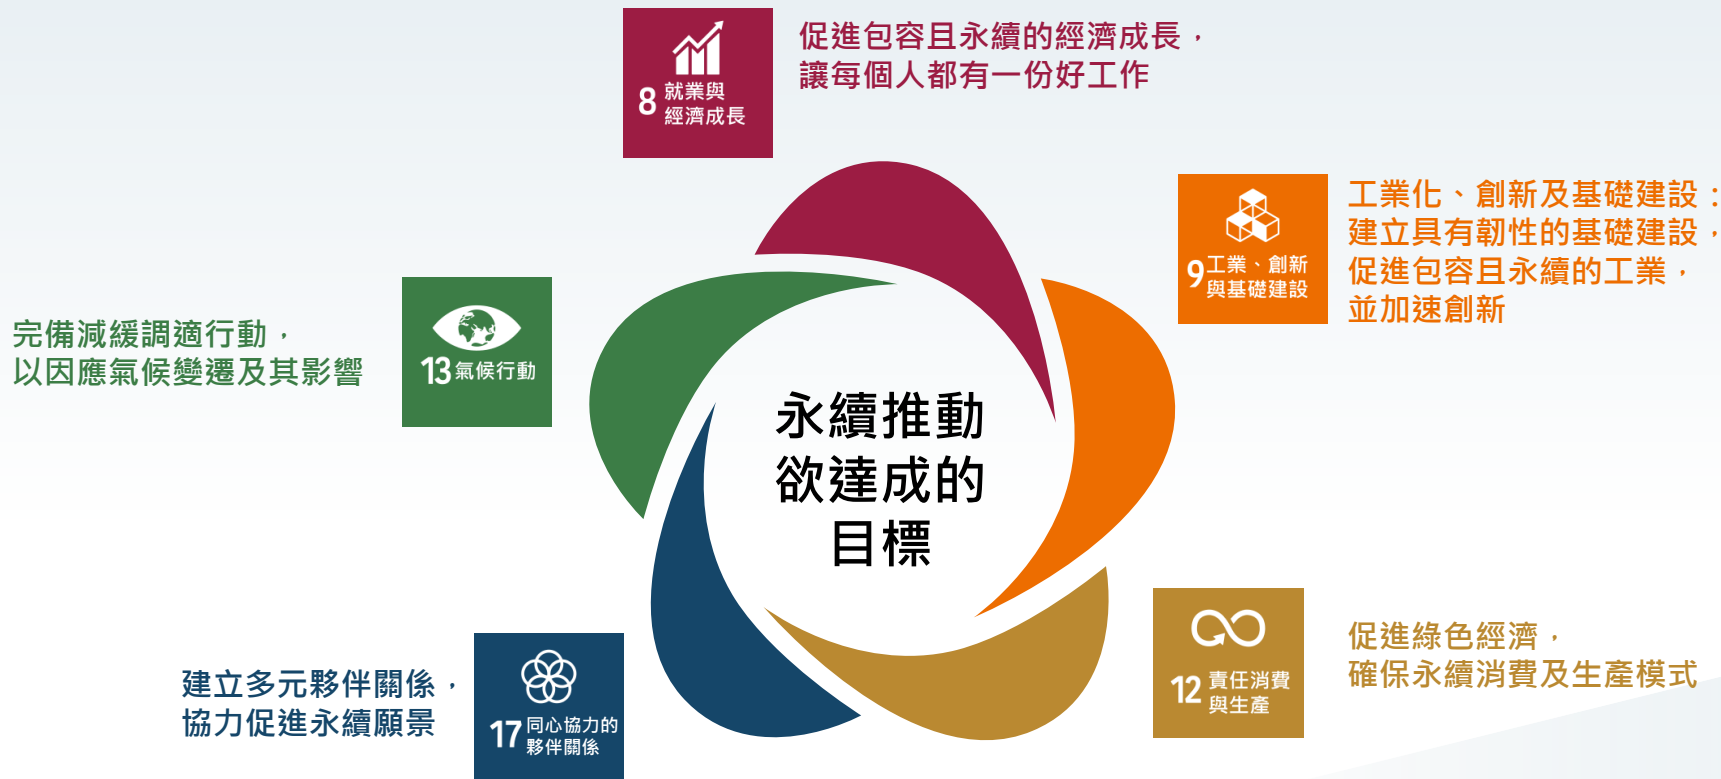 8 就業與
經濟成長
促進包容且永續的經濟成長，
讓每個人都有一份好工作
9 工業、創新
與基礎建設
工業化、創新及基礎建設：
建立具有韌性的基礎建設，
促進包容且永續的工業，
並加速創新
完備減緩調適行動，
以因應氣候變遷及其影響
13 氣候行動
永續推動
欲達成的
目標
建立多元夥伴關係，
協力促進永續願景
17 同心協力的
夥伴關係
12 責任消費
與生產
促進綠色經濟，
確保永續消費及生產模式